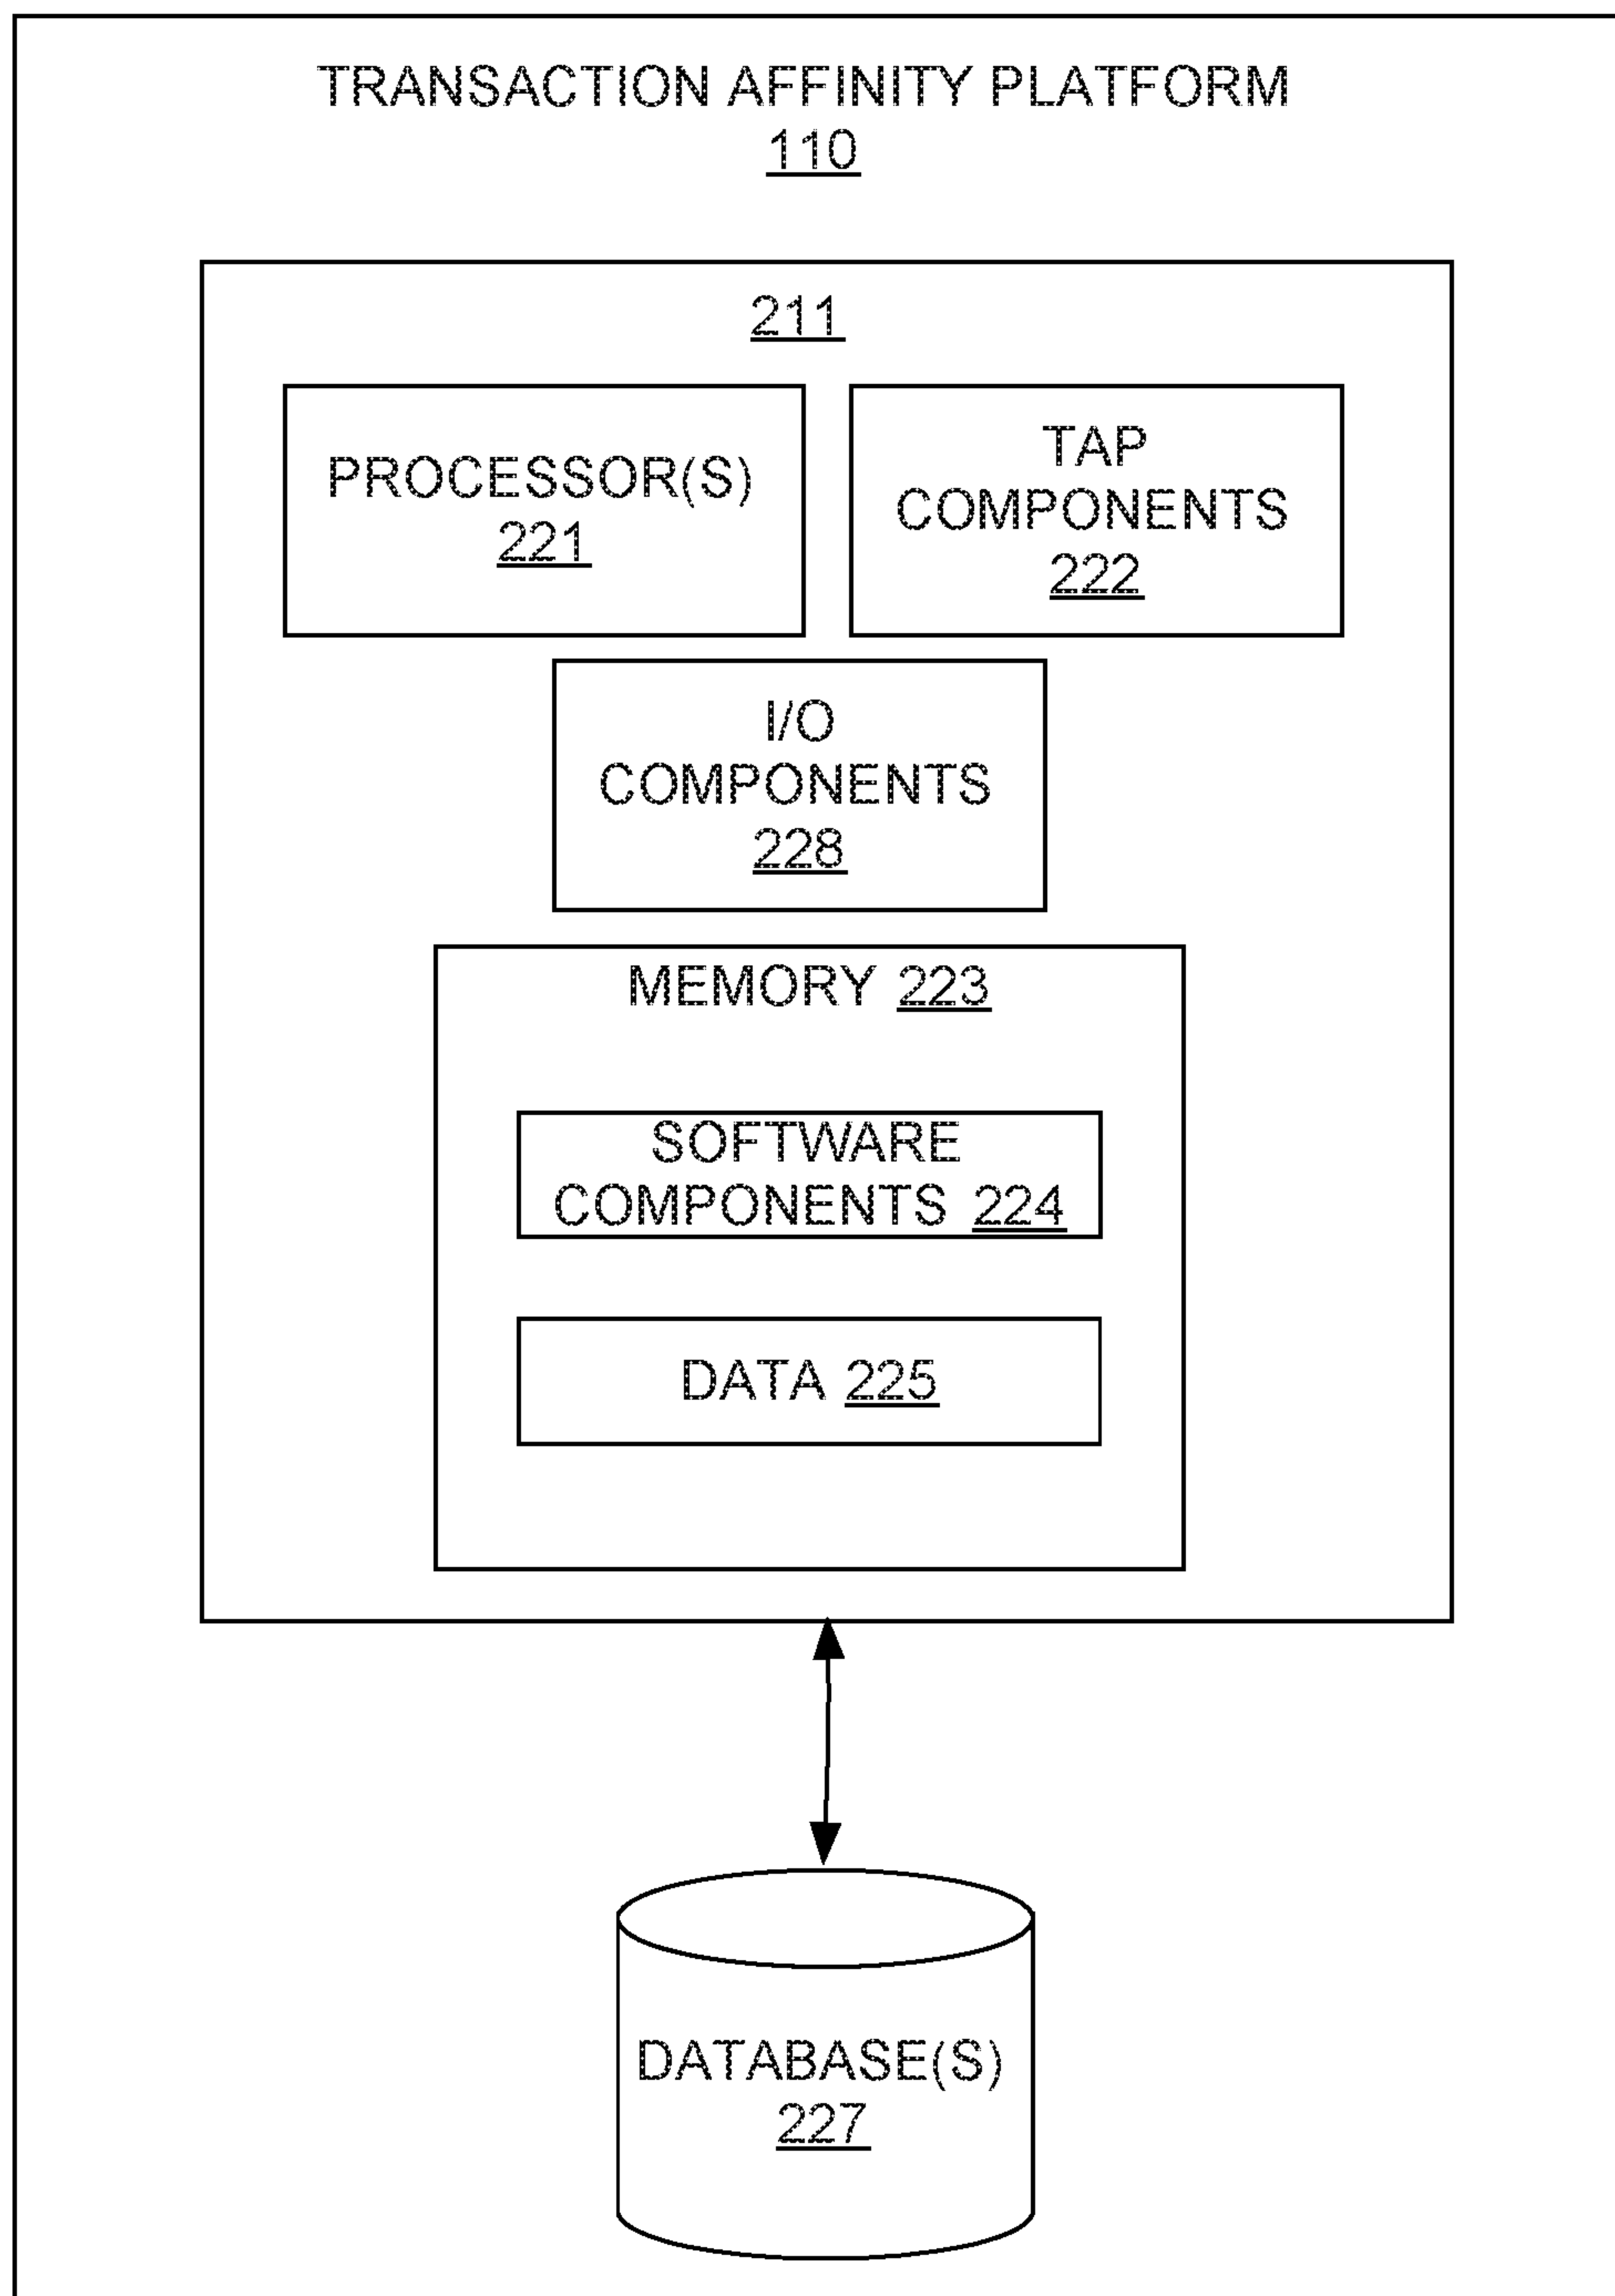 TRANSACTION AFFINITY PLATFORM
110
211
PROCESSOR(S)
221
TAP
COMPONENTS
222
I/O
COMPONENTS
228
MEMORY 223
SOFTWARE
COMPONENTS 224
DATA 225
DATABASE(S)
227